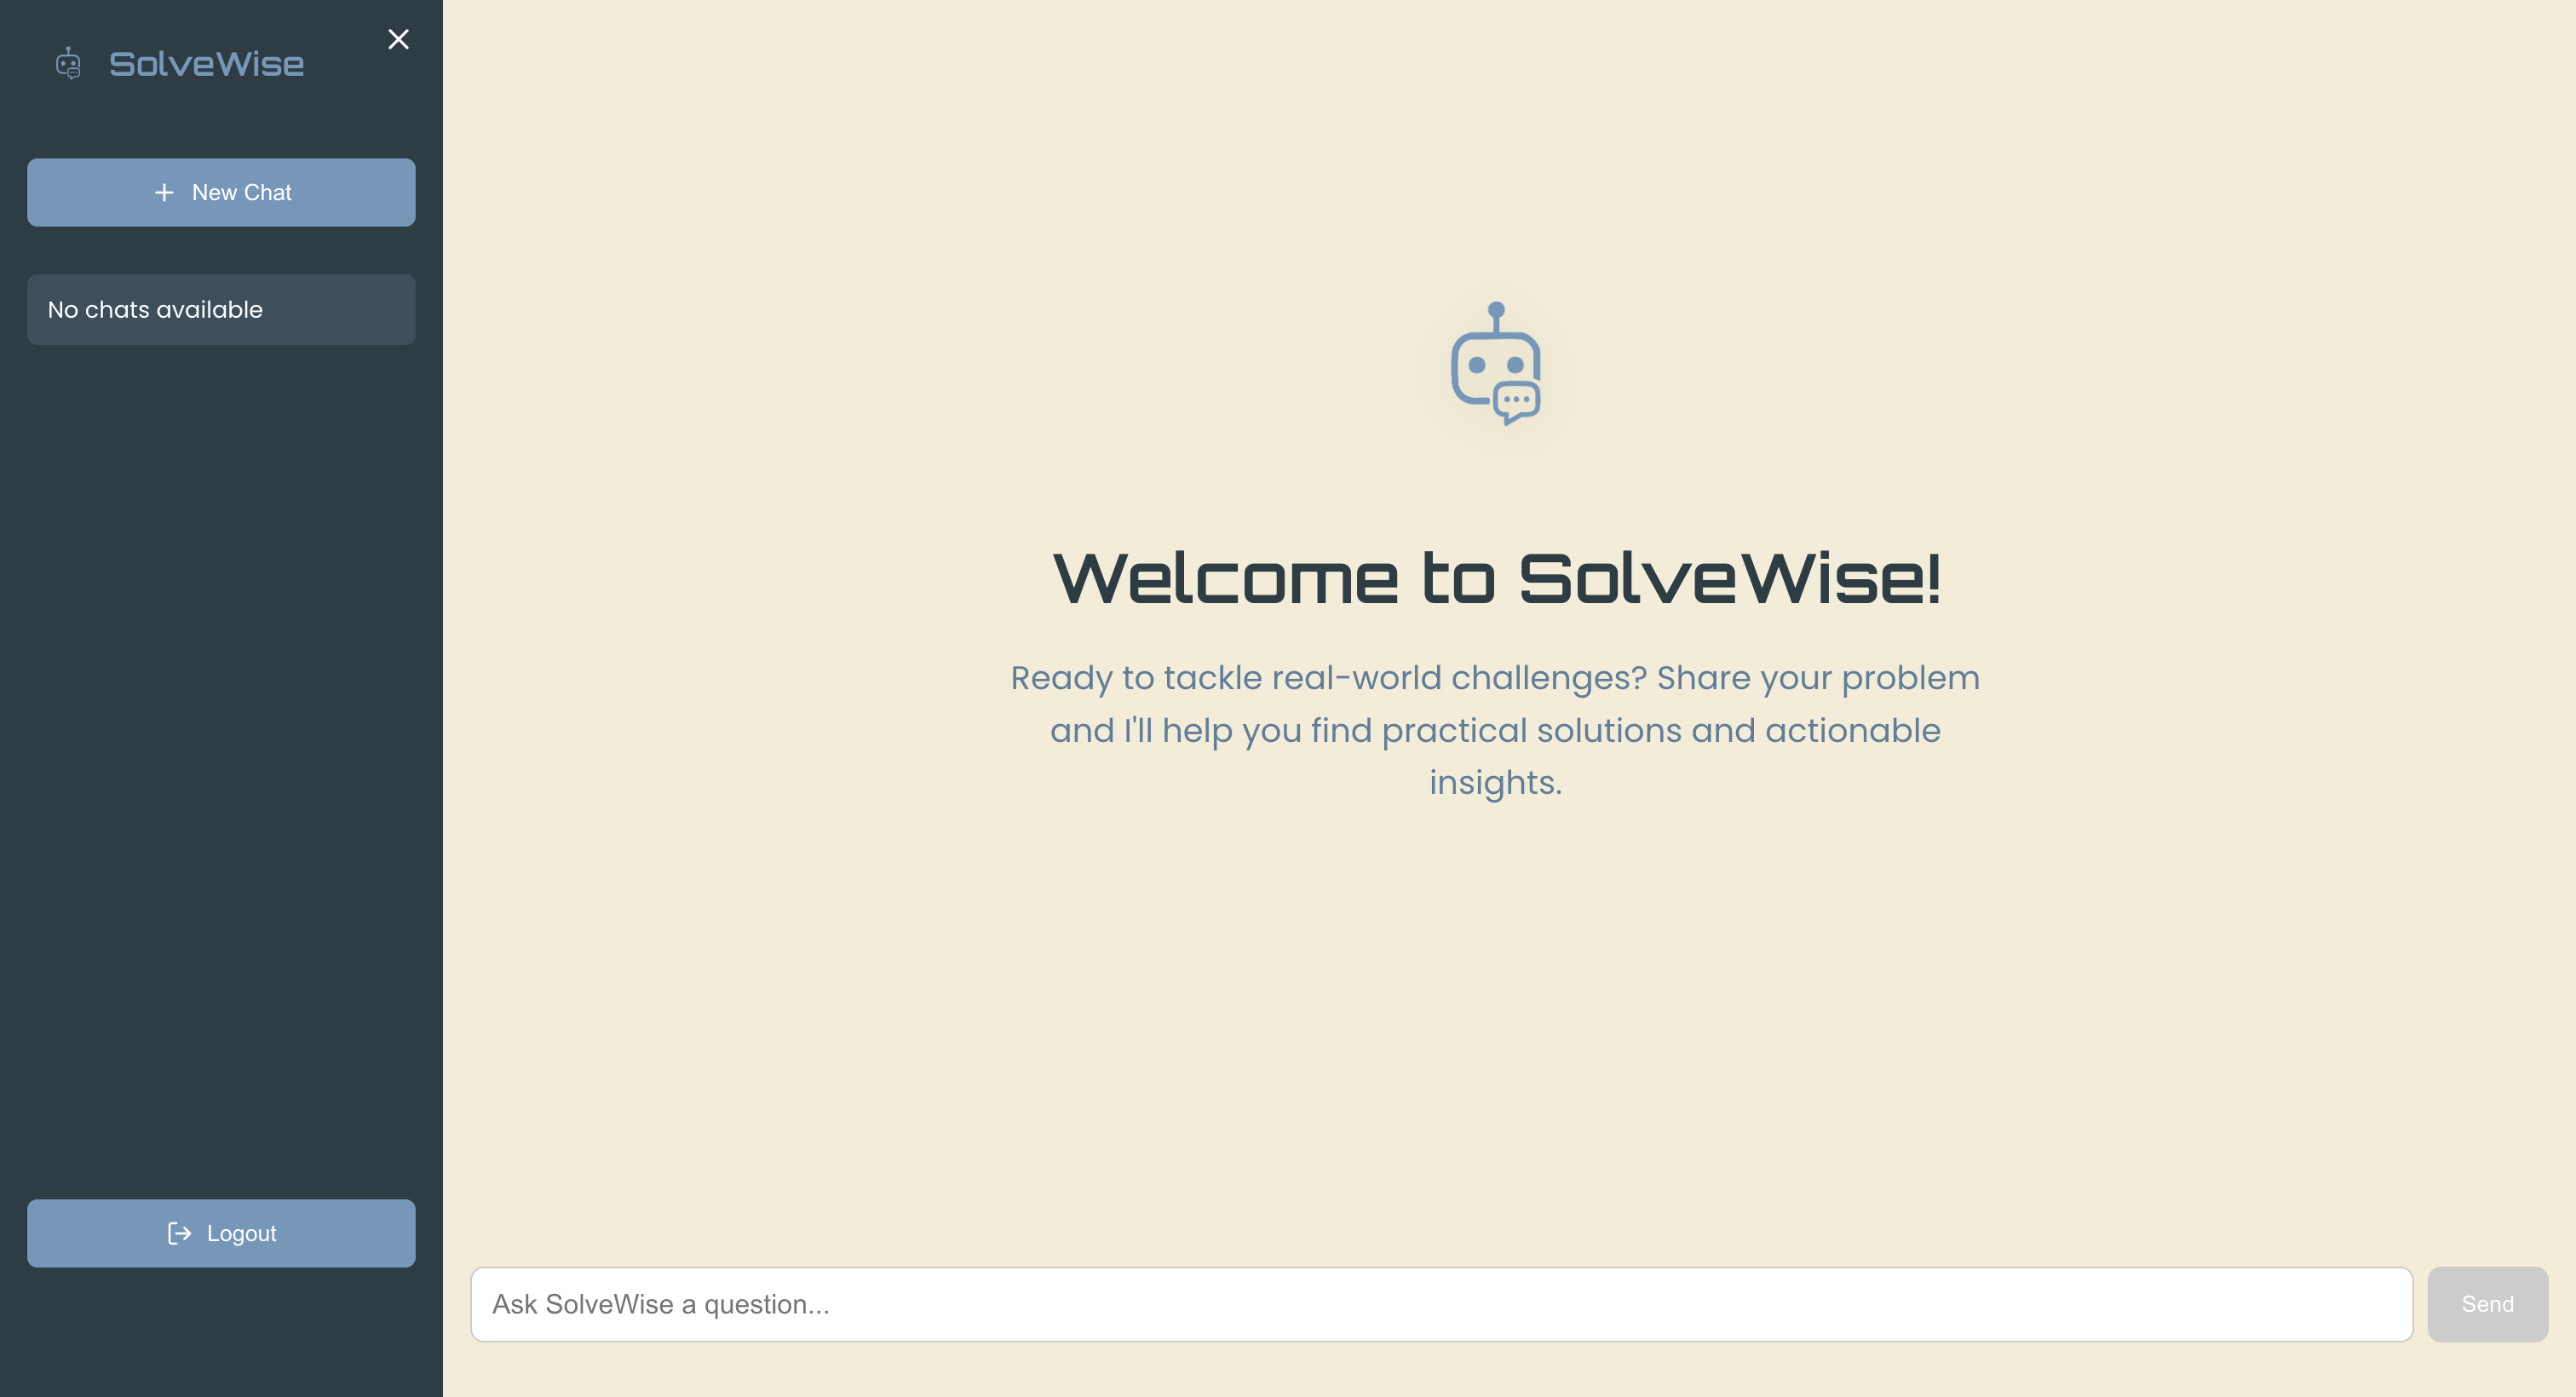 SolveWise
New Chat
No chats available
Logout
Welcome to SolveWise!
Ready to tackle real-world challenges? Share your problem
and I'll help you find practical solutions and actionable
insights.
Ask SolveWise a question...
Send